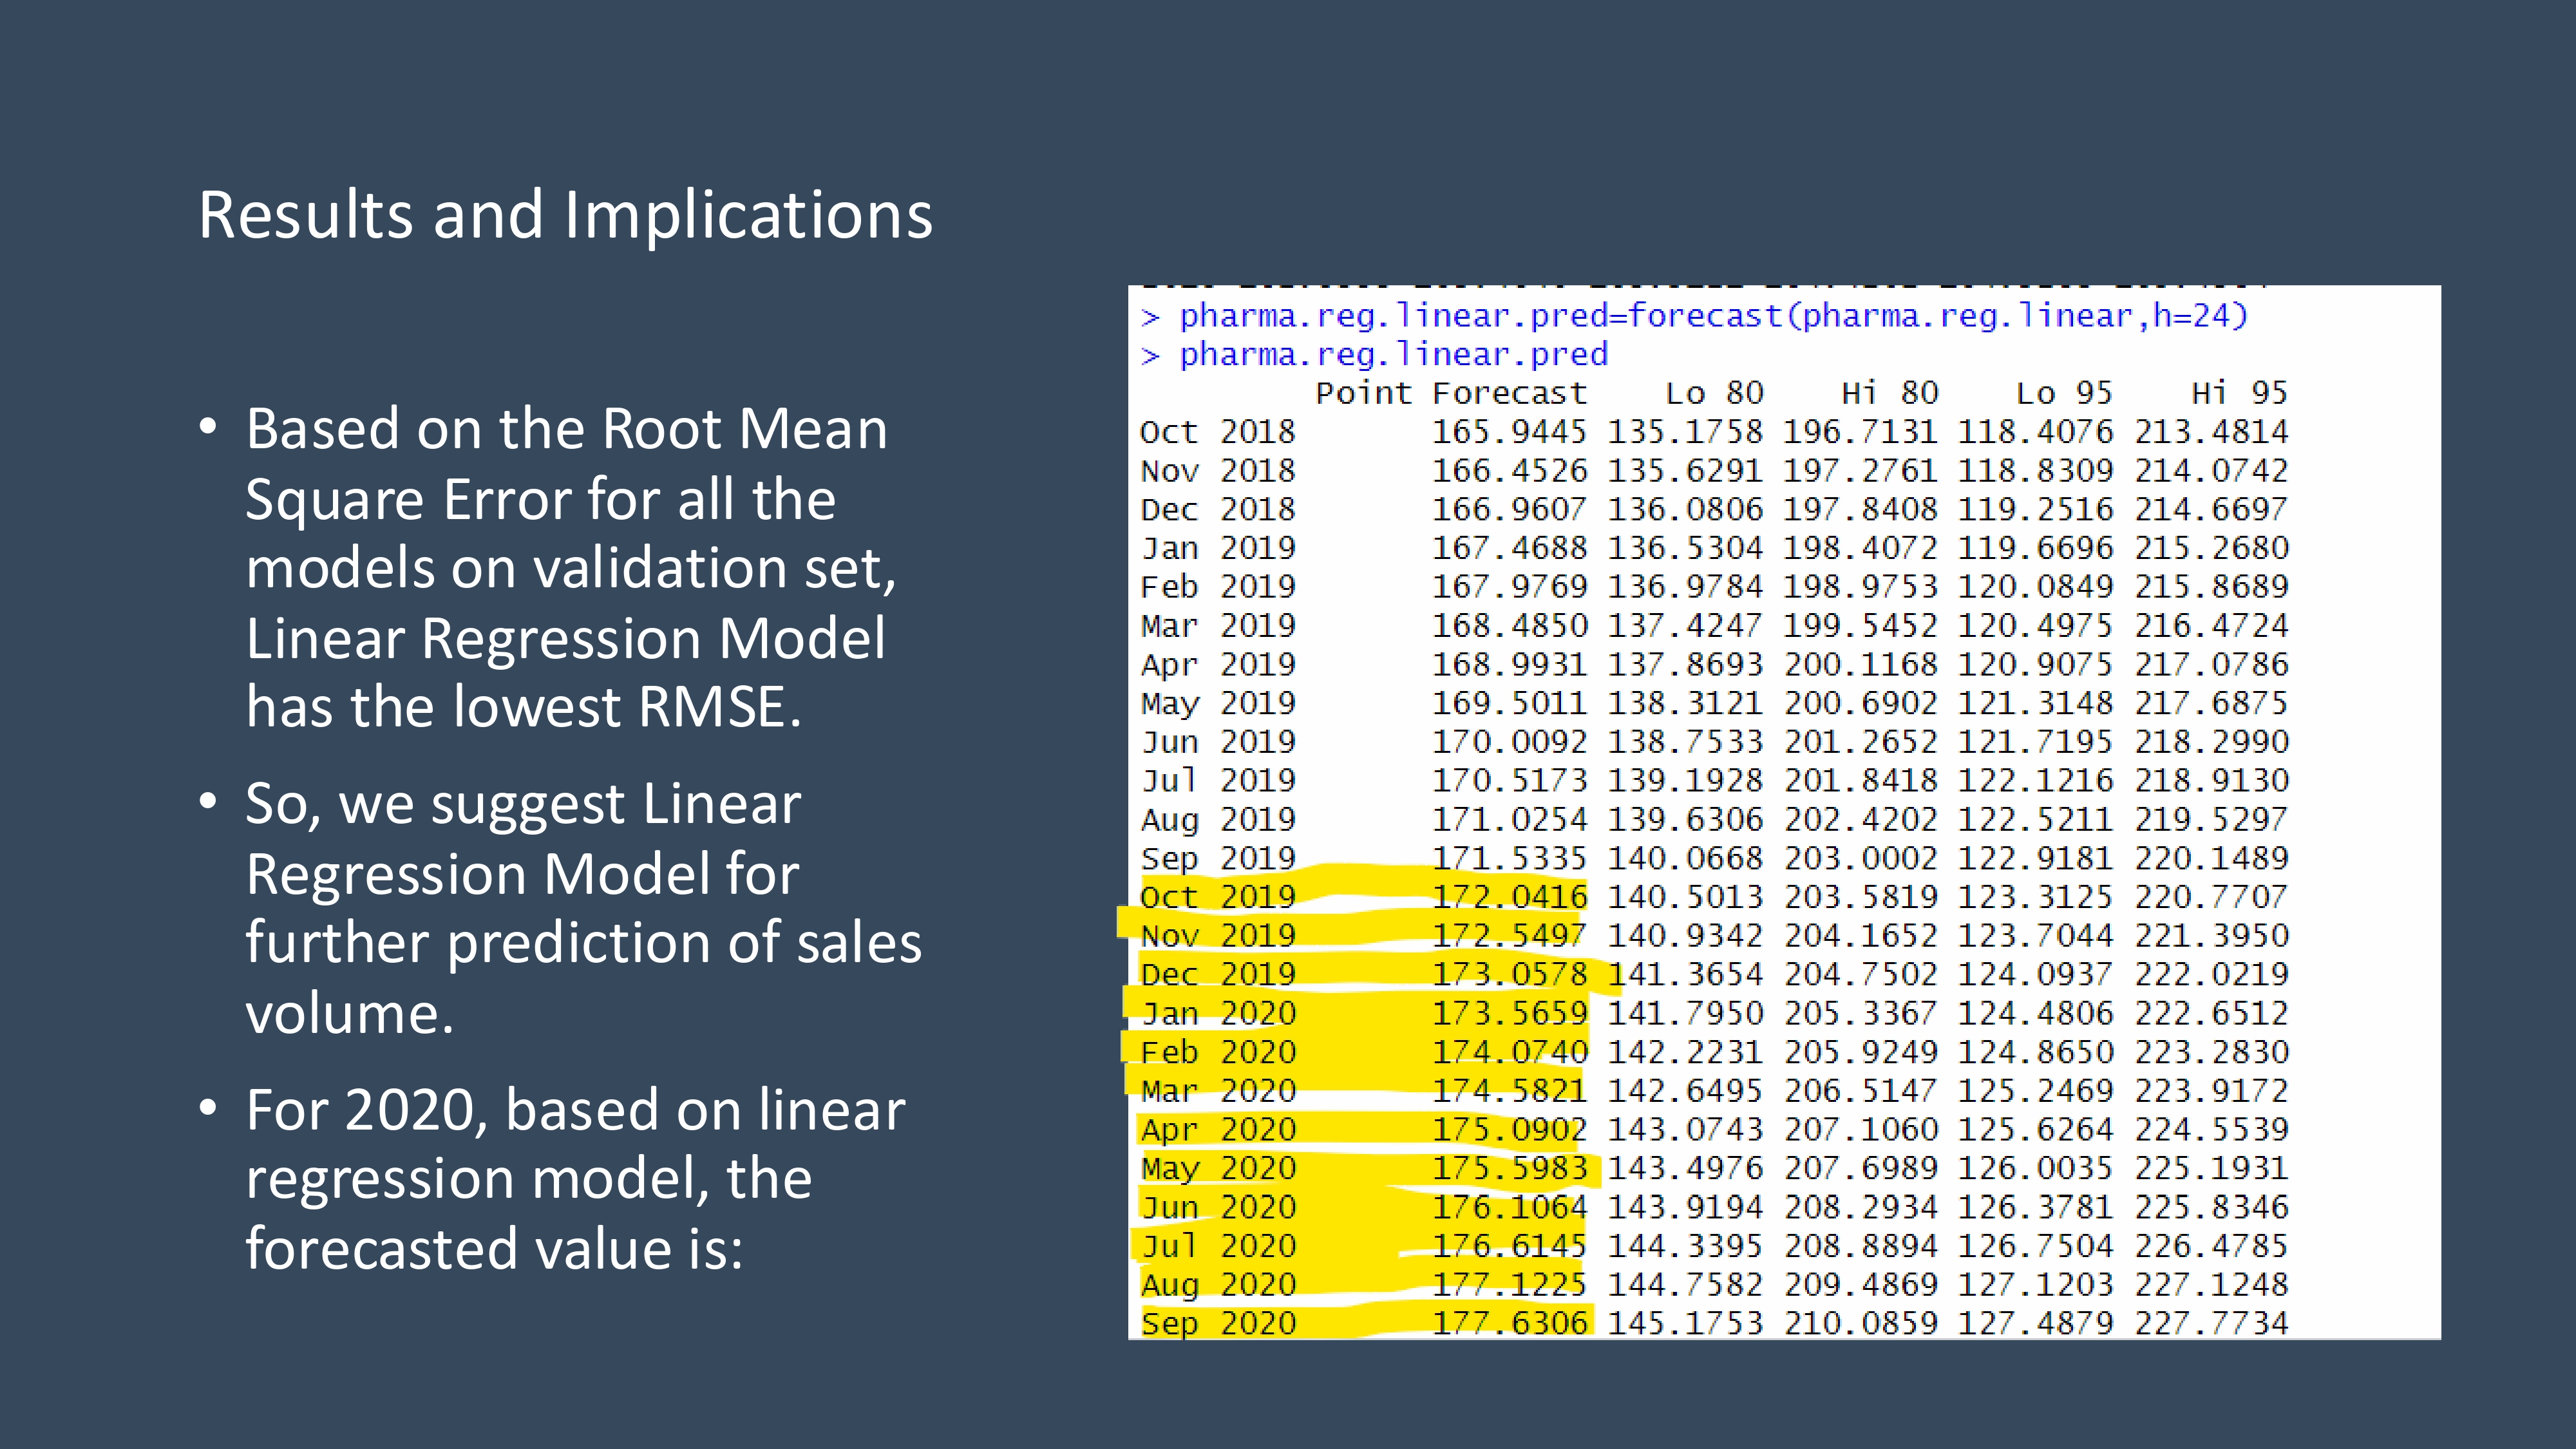 Results and Implications
• Based on the Root Mean
Square Error for all the
models on validation set,
Linear Regression Model
has the lowest RMSE.
• So, we suggest Linear
Regression Model for
further prediction of sales
volume.
• For 2020, based on linear
regression model, the
forecasted value is:
> pharma.reg.linear.pred=forecast(pharma.reg.linear,h=24)
> pharma.reg.linear.pred
Point Forecast Lo 80 Hi 80 Lo 95 Hi 95
Oct 2018 165.9445 135.1758 196.7131 118.4076 213.4814
Nov 2018 166.4526 135.6291 197.2761 118.8309 214.0742
Dec 2018 166.9607 136.0806 197.8408 119.2516 214.6697
Jan 2019 167.4688 136.5304 198.4072 119.6696 215.2680
Feb 2019 167.9769 136.9784 198.9753 120.0849 215.8689
Mar 2019 168.4850 137.4247 199.5452 120.4975 216.4724
Apr 2019 168.9931 137.8693 200.1168 120.9075 217.0786
May 2019 169.5011 138.3121 200.6902 121.3148 217.6875
Jun 2019 170.0092 138.7533 201.2652 121.7195 218.2990
Jul 2019 170.5173 139.1928 201.8418 122.1216 218.9130
Aug 2019 171.0254 139.6306 202.4202 122.5211 219.5297
Sep 2019 171.5335 140.0668 203.0002 122.9181 220.1489
Oct 2019 172.0416 140.5013 203.5819 123.3125 220.7707
Nov 2019 172.5497 140.9342 204.1652 123.7044 221.3950
Dec 2019 173.0578 141.3654 204.7502 124.0937 222.0219
Jan 2020 173.5659 141.7950 205.3367 124.4806 222.6512
Feb 2020 174.0740 142.2231 205.9249 124.8650 223.2830
Mar 2020 174.5821 142.6495 206.5147 125.2469 223.9172
Apr 2020 175.0902 143.0743 207.1060 125.6264 224.5539
May 2020 175.5983 143.4976 207.6989 126.0035 225.1931
Jun 2020 176.1064 143.9194 208.2934 126.3781 225.8346
Jul 2020 176.6145 144.3395 208.8894 126.7504 226.4785
Aug 2020 177.1225 144.7582 209.4869 127.1203 227.1248
Sep 2020 177.6306 145.1753 210.0859 127.4879 227.7734